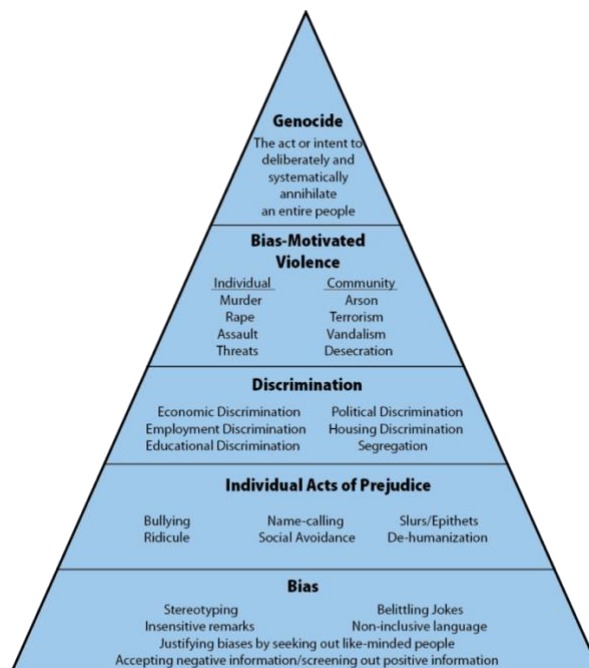 Genocide
The act or intent to
deliberately and
systematically
annihilate
an entire people
Bias-Motivated
Violence
Individual Community
Murder Arson
Rape Terrorism
Assault Vandalism
Threats Desecration
Discrimination
Economic Discrimination Political Discrimination
Employment Discrimination Housing Discrimination
Educational Discrimination Segregation
Individual Acts of Prejudice
Bullying Name-calling Slurs/Epithets
Ridicule Social Avoidance De-humanization
Bias
Stereotyping Belittling Jokes
Insensitive remarks Non-inclusive language
Justifying biases by seeking out like-minded people
Accepting negative information/screening out positive information